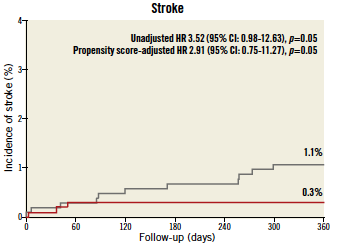 Stroke
Unadjusted HR 3.52 (95% CI: 0.98-12.63), p=0.05
Propensity score-adjusted HR 2.91 (95% CI: 0.75-11.27), p=0.05
Incidence of stroke (%)
4
3
2
1
0
1.1%
0.3%
0 60 120 180 240 300 360
Follow-up (days)